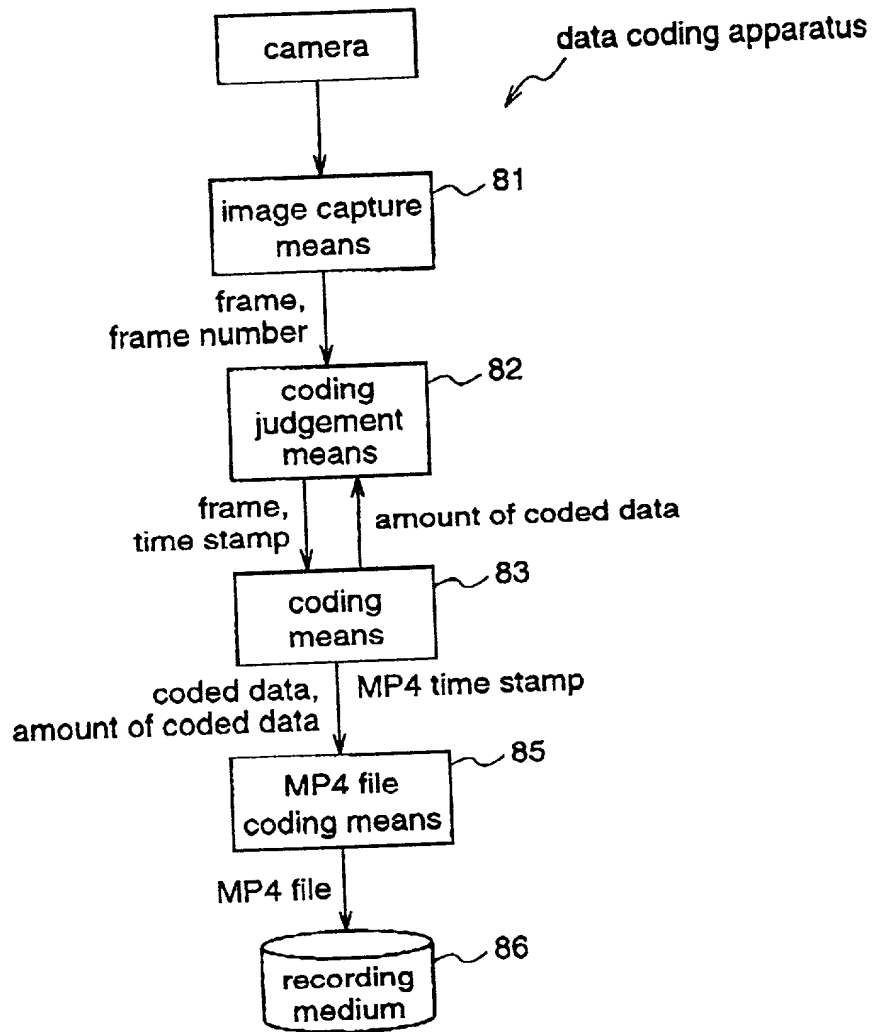 camera
data coding apparatus
image capture
means
81
frame,
frame number
coding
judgement
means
82
frame,
time stamp
amount of coded data
coding
means
83
coded data,
amount of coded data
MP4 time stamp
MP4 file
coding means
85
MP4 file
recording
medium
86